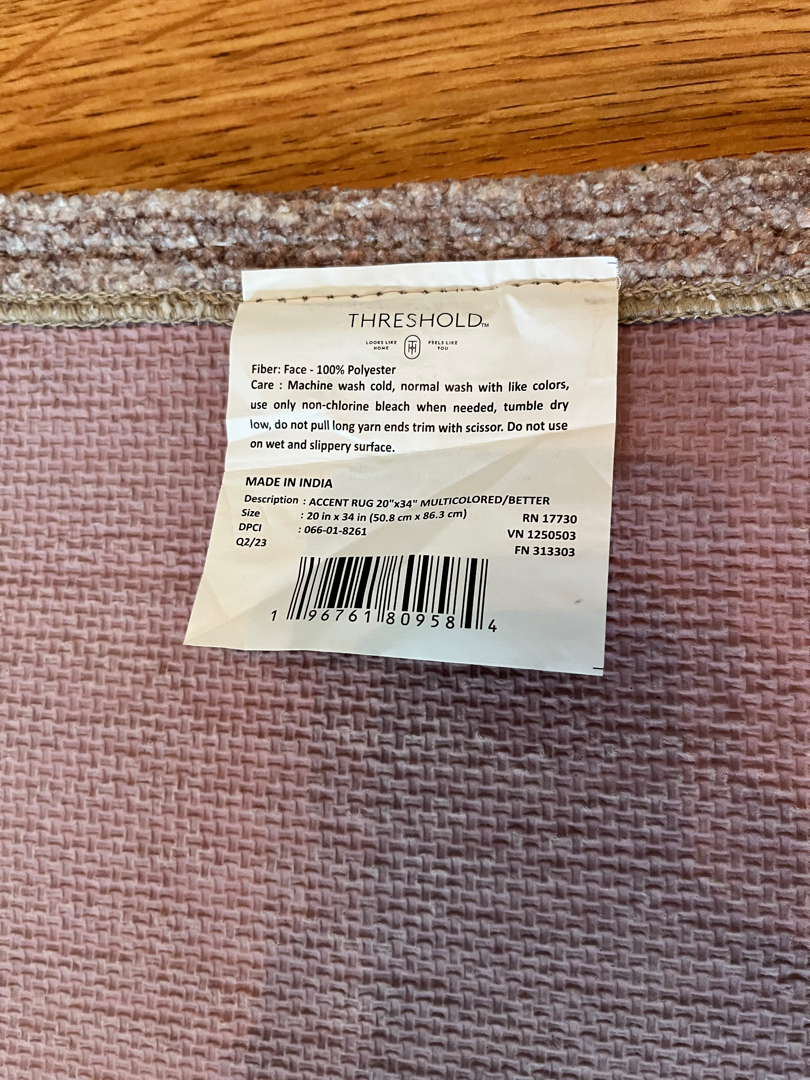 THRESHOLD™
LOOKS LIKE HOME FEELS LIKE YOU
Fiber: Face - 100% Polyester
Care : Machine wash cold, normal wash with like colors,
use only non-chlorine bleach when needed, tumble dry
low, do not pull long yarn ends trim with scissor. Do not use
on wet and slippery surface.
MADE IN INDIA
Description : ACCENT RUG 20"x34" MULTICOLORED/BETTER
Size : 20 in x 34 in (50.8 cm x 86.3 cm)
DPCI : 066-01-8261
Q2/23
RN 17730
VN 1250503
FN 313303
1 96761 80958 4